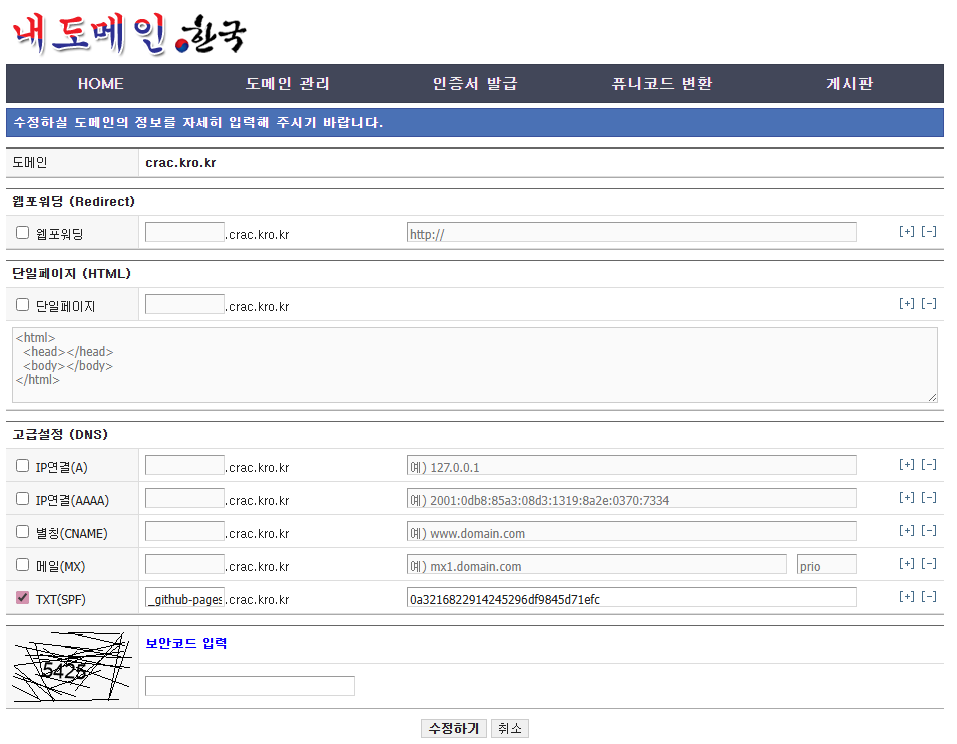 내 도메인.한국
HOME 도메인 관리 인증서 발급 퓨니코드 변환 게시판
수정하실 도메인의 정보를 자세히 입력해 주시기 바랍니다.
도메인 crac.kro.kr
웹포워딩 (Redirect)
웹포워딩 .crac.kro.kr http:// [+] [-]
단일페이지 (HTML)
단일페이지 .crac.kro.kr [+] [-]
<html>
<head></head>
<body></body>
</html>
고급설정 (DNS)
IP연결(A) .crac.kro.kr 예) 127.0.0.1 [+] [-]
IP연결(AAAA) .crac.kro.kr 예) 2001:0db8:85a3:08d3:1319:8a2e:0370:7334 [+] [-]
별칭(CNAME) .crac.kro.kr 예) www.domain.com [+] [-]
메일(MX) .crac.kro.kr 예) mx1.domain.com prio [+] [-]
TXT(SPF) _github-pages .crac.kro.kr 0a3216822914245296df9845d71efc [+] [-]
보안코드 입력
5425
수정하기 취소